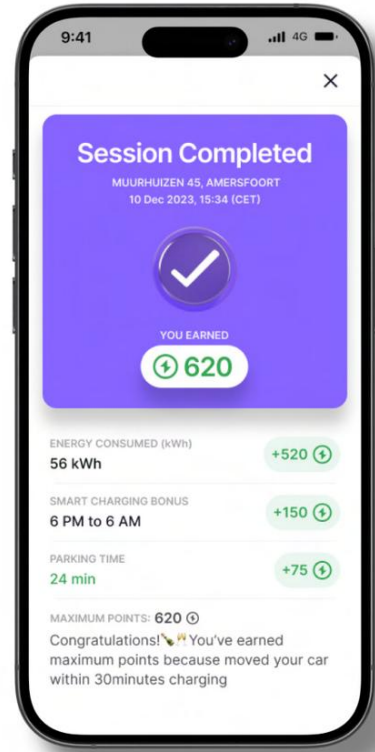 9:41
4G
Session Completed
MUURHUIZEN 45, AMERSFOORT
10 Dec 2023, 15:34 (CET)
YOU EARNED
620
ENERGY CONSUMED (kWh)
56 kWh
+520
SMART CHARGING BONUS
6 PM to 6 AM
+150
PARKING TIME
24 min
+75
MAXIMUM POINTS: 620
Congratulations!🍾🥂You've earned
maximum points because moved your car
within 30minutes charging